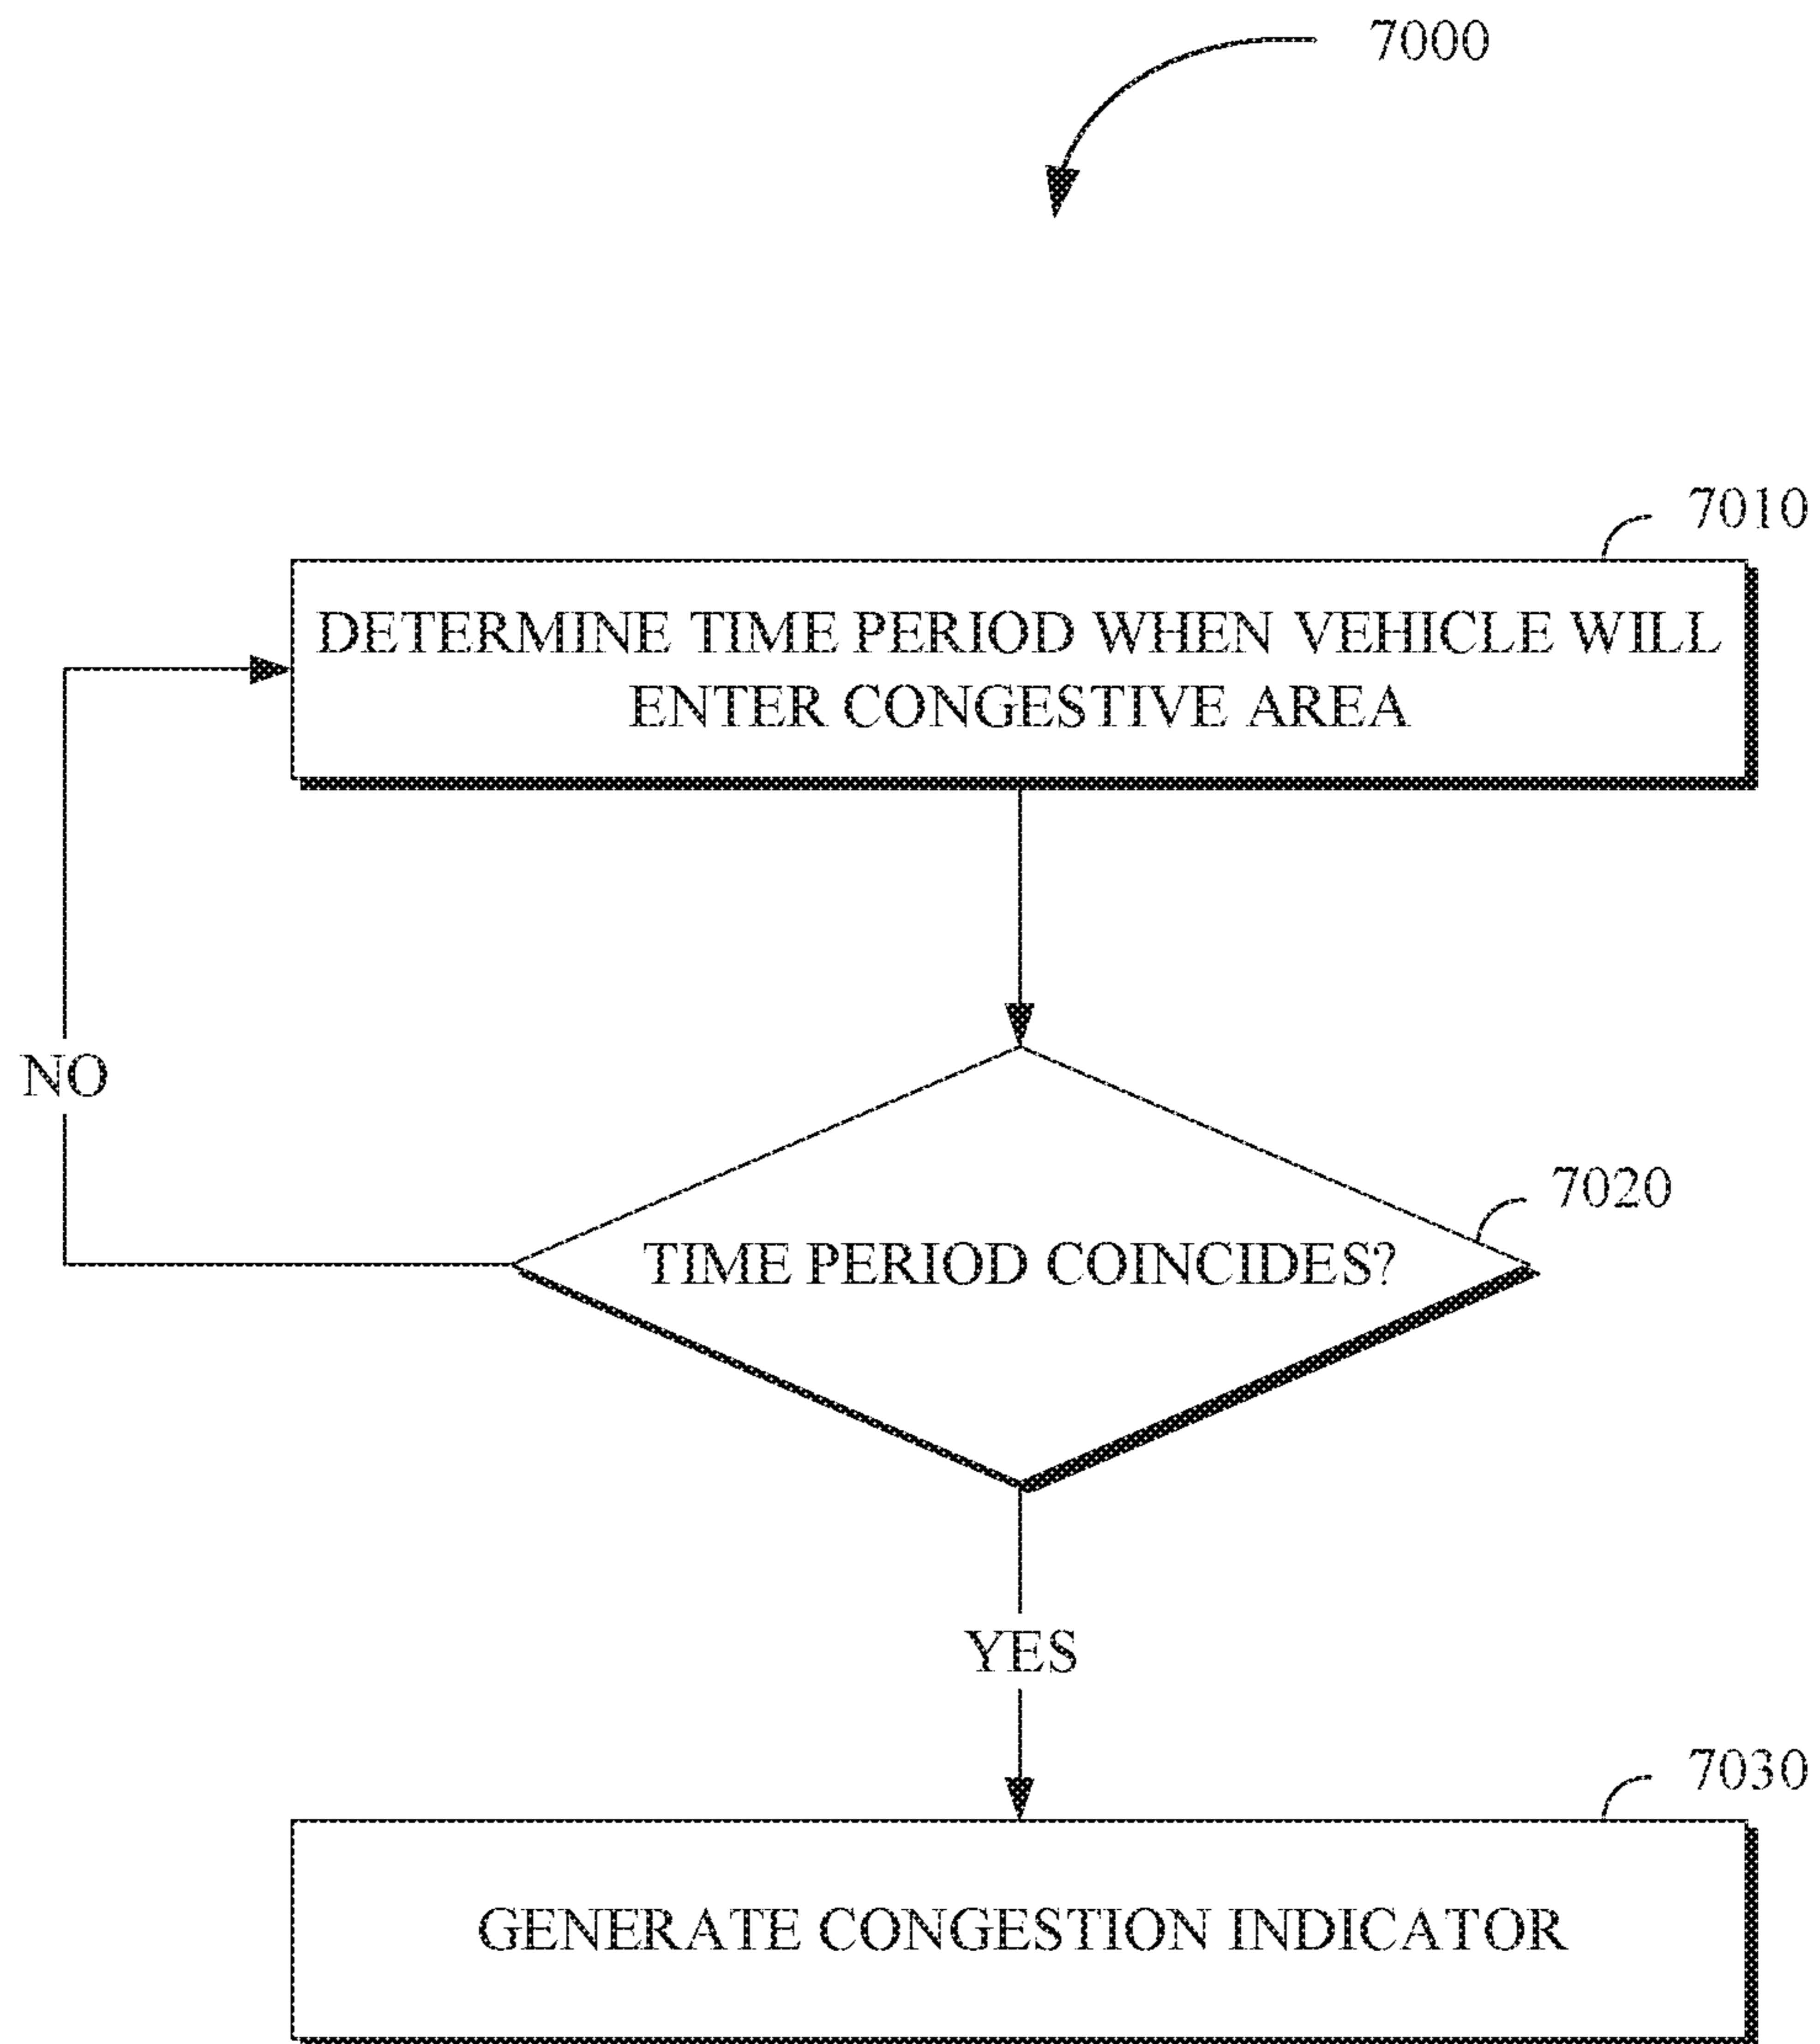 7000
7010
DETERMINE TIME PERIOD WHEN VEHICLE WILL
ENTER CONGESTIVE AREA
NO
7020
TIME PERIOD COINCIDES?
YES
7030
GENERATE CONGESTION INDICATOR